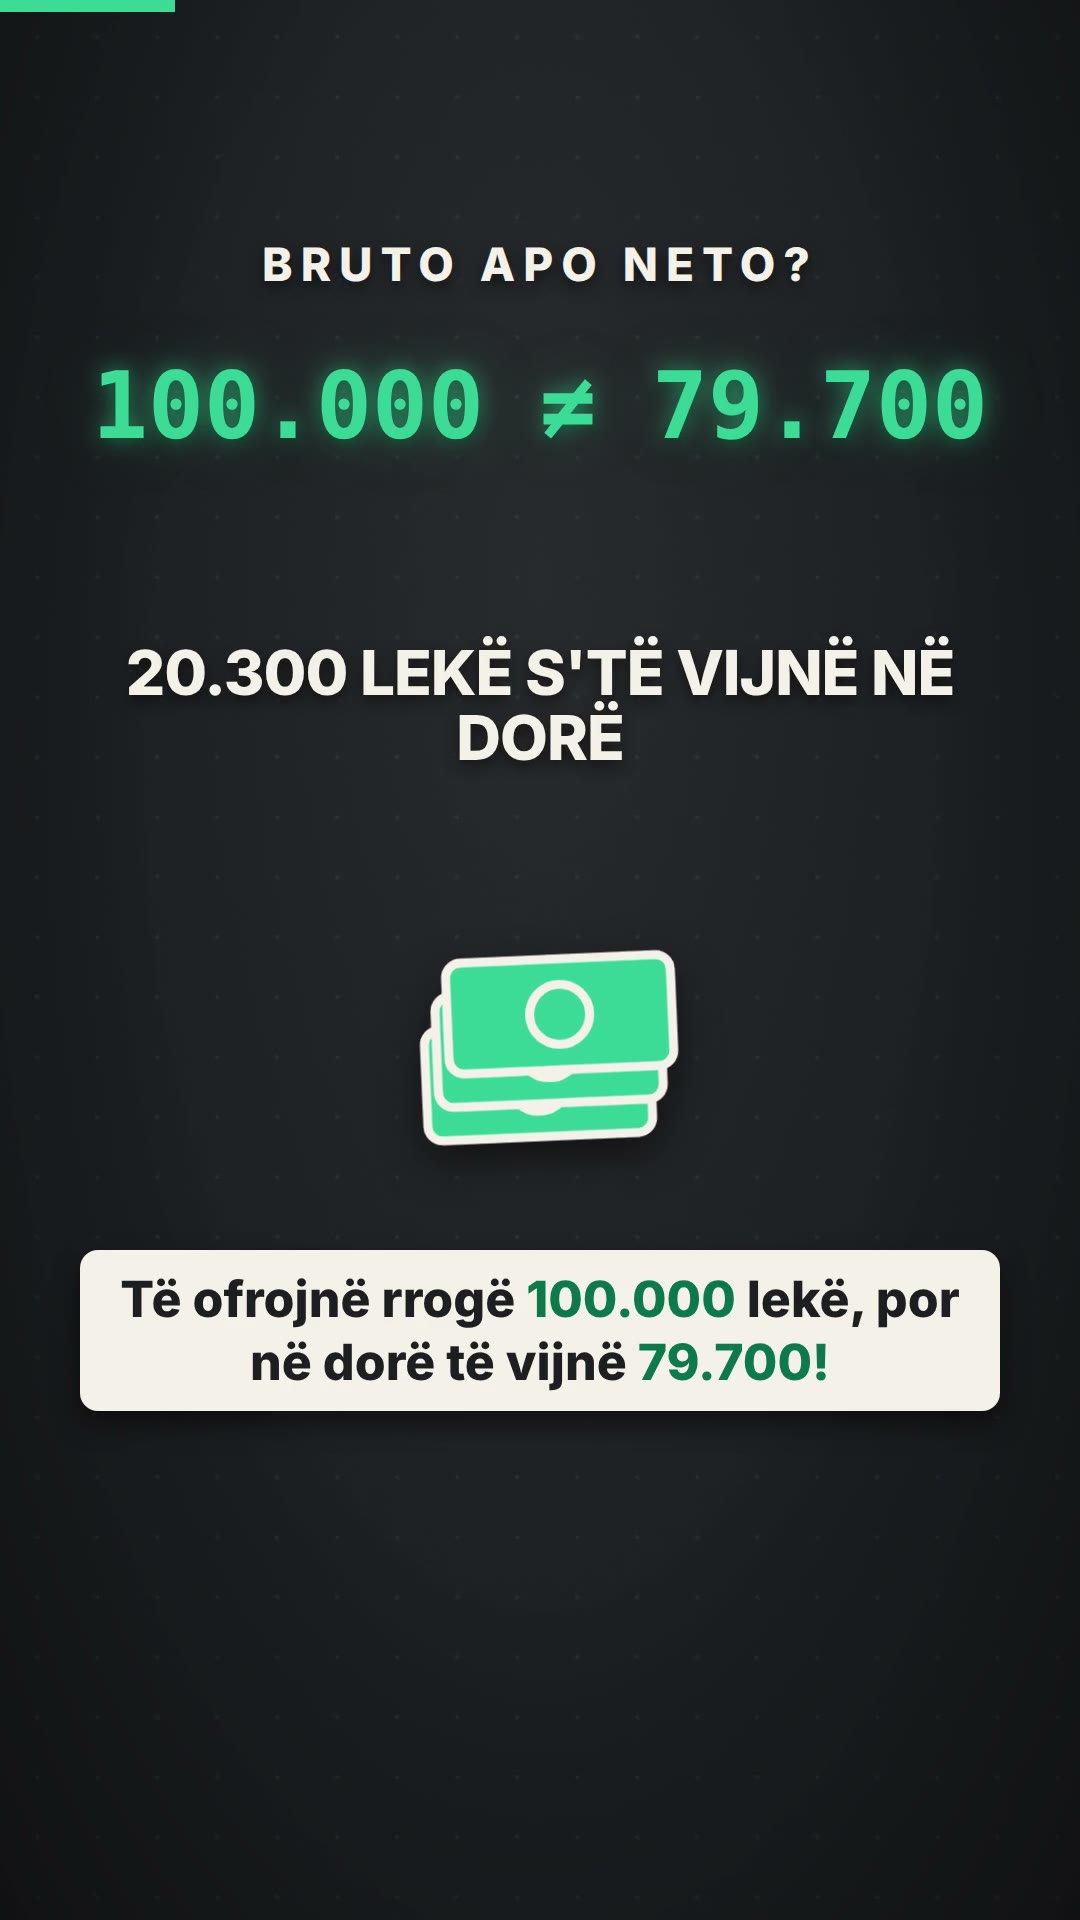 BRUTO APO NETO?
100.000 ≠ 79.700
20.300 LEKË S'TË VIJNË NË
DORË
Të ofrojnë rrogë 100.000 lekë, por
në dorë të vijnë 79.700!